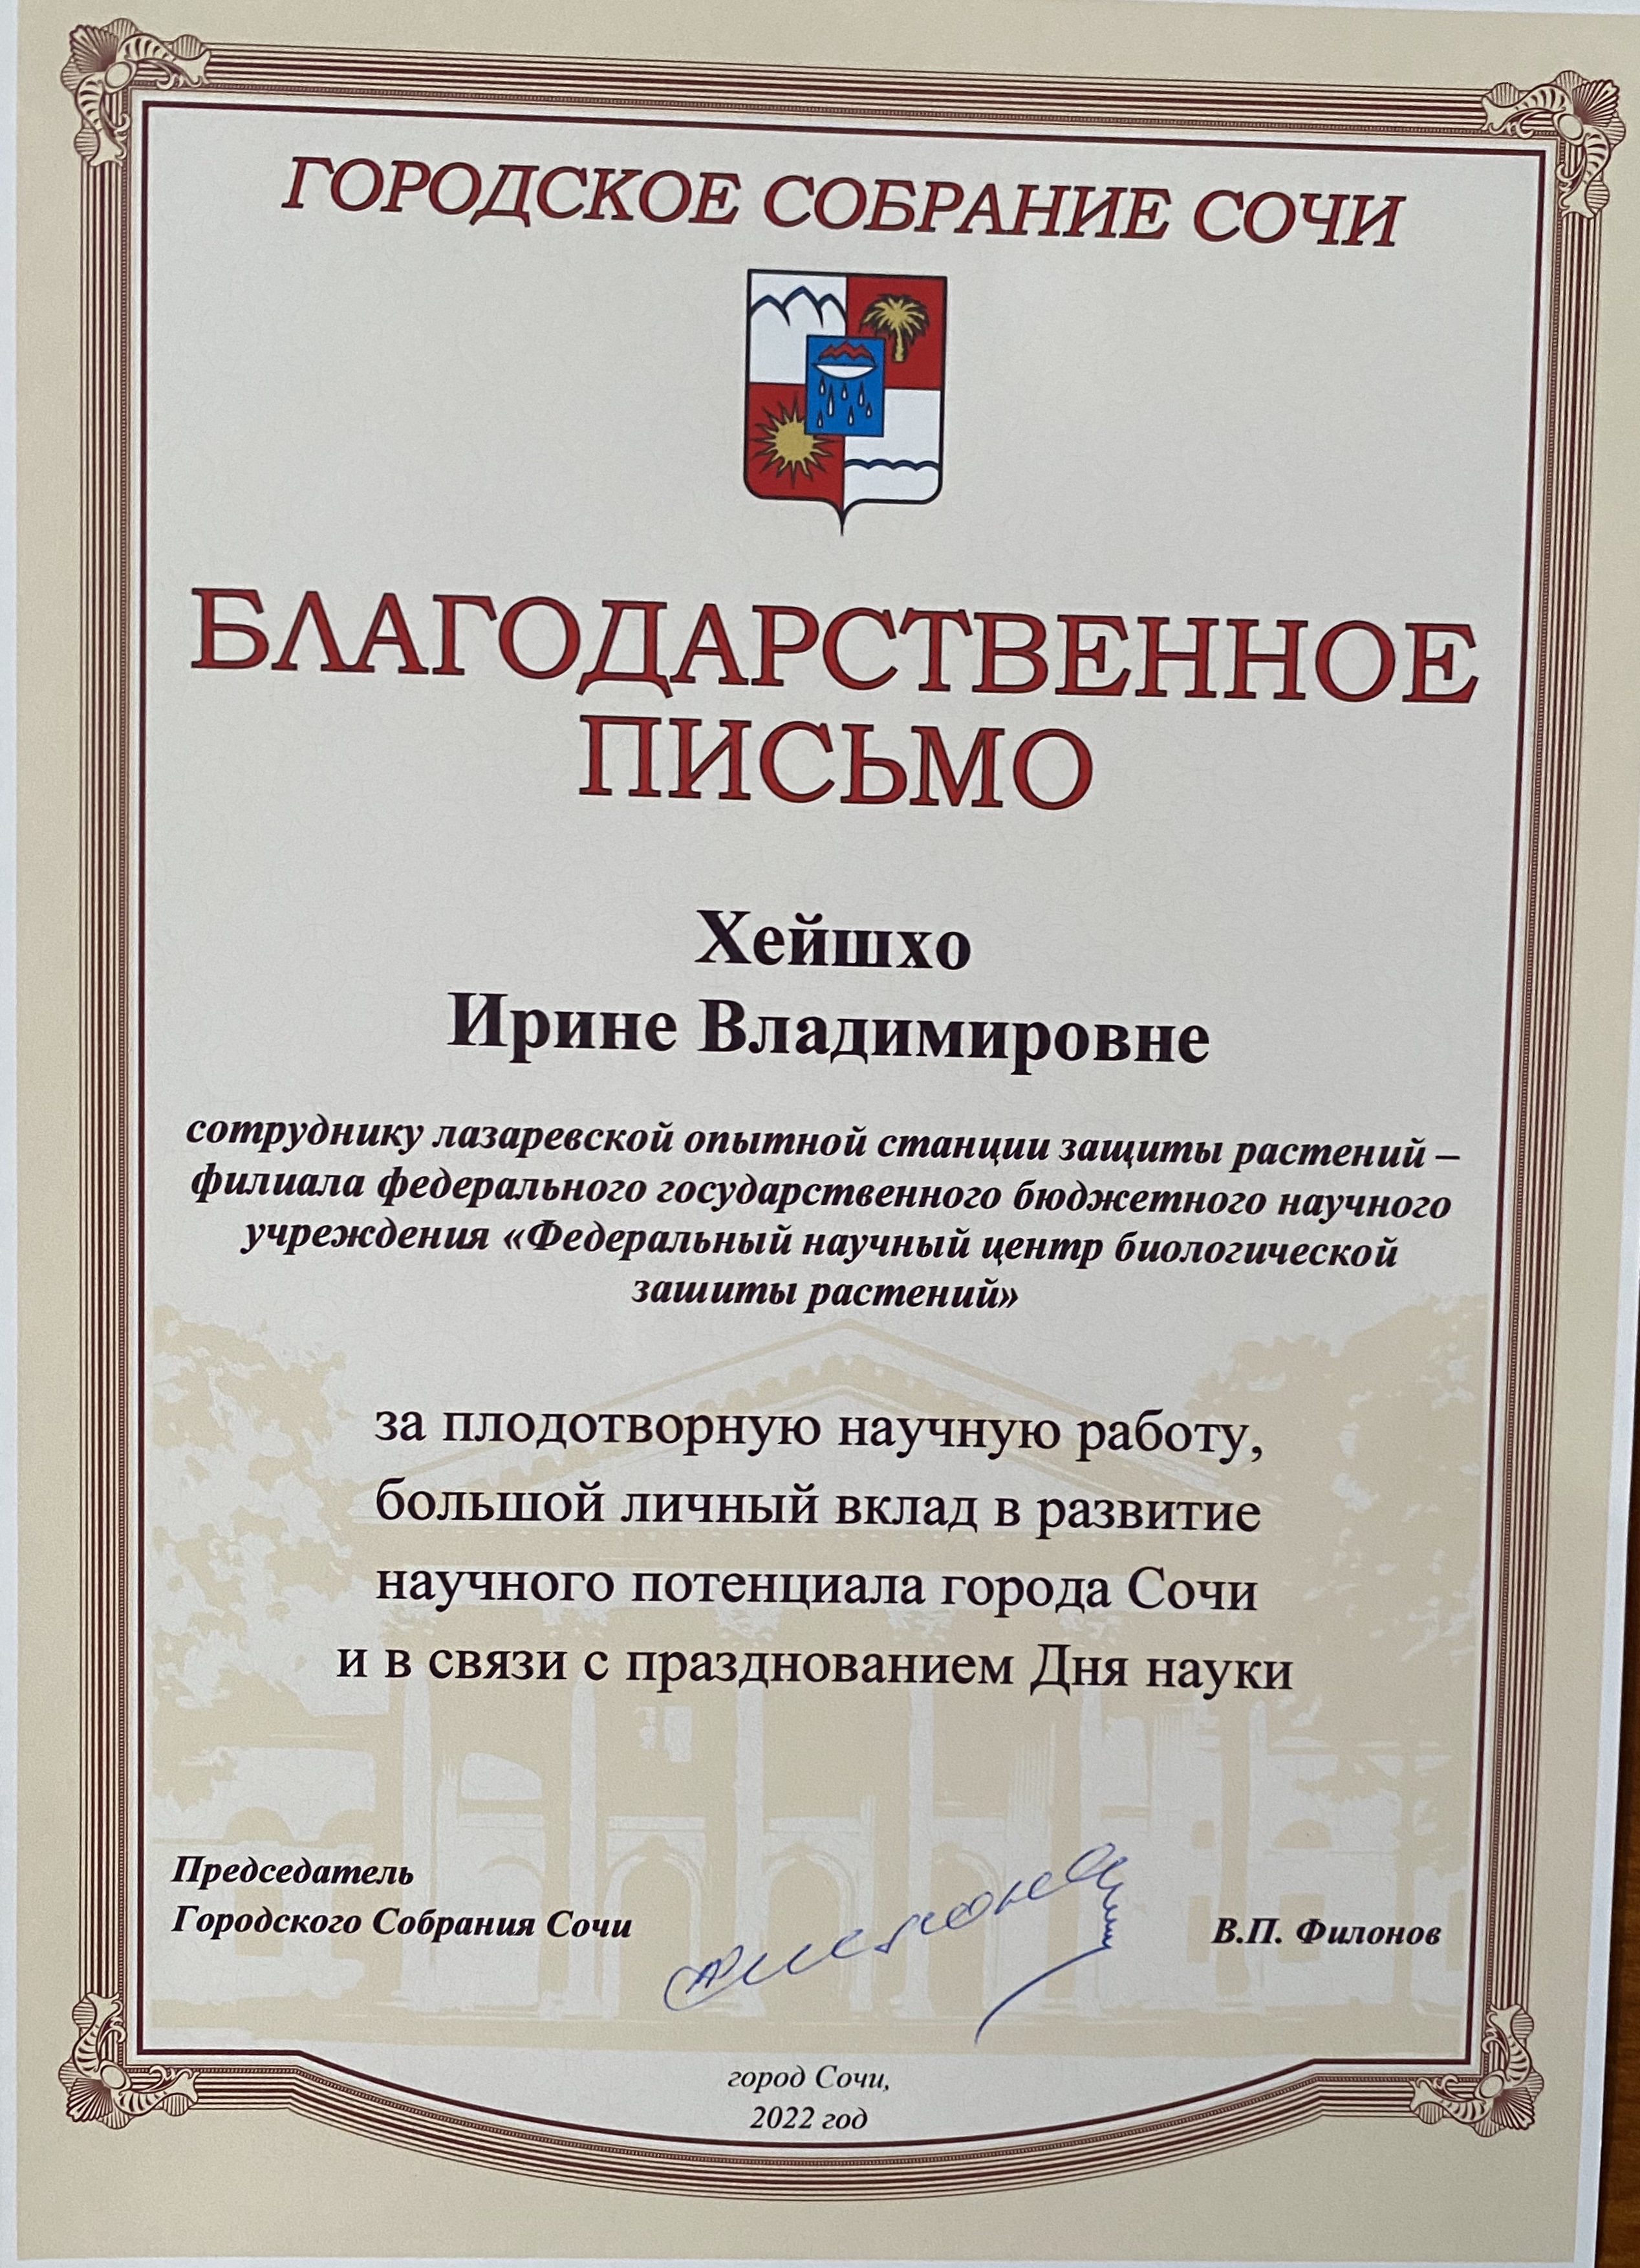 ГОРОДСКОЕ СОБРАНИЕ СОЧИ
БЛАГОДАРСТВЕННОЕ
ПИСЬМО
Хейшхо
Ирине Владимировне
сотруднику лазаревской опытной станции защиты растений –
филиала федерального государственного бюджетного научного
учреждения «Федеральный научный центр биологической
зашиты растений»
за плодотворную научную работу,
большой личный вклад в развитие
научного потенциала города Сочи
и в связи с празднованием Дня науки
Председатель
Городского Собрания Сочи
В.П. Филонов
город Сочи,
2022 год